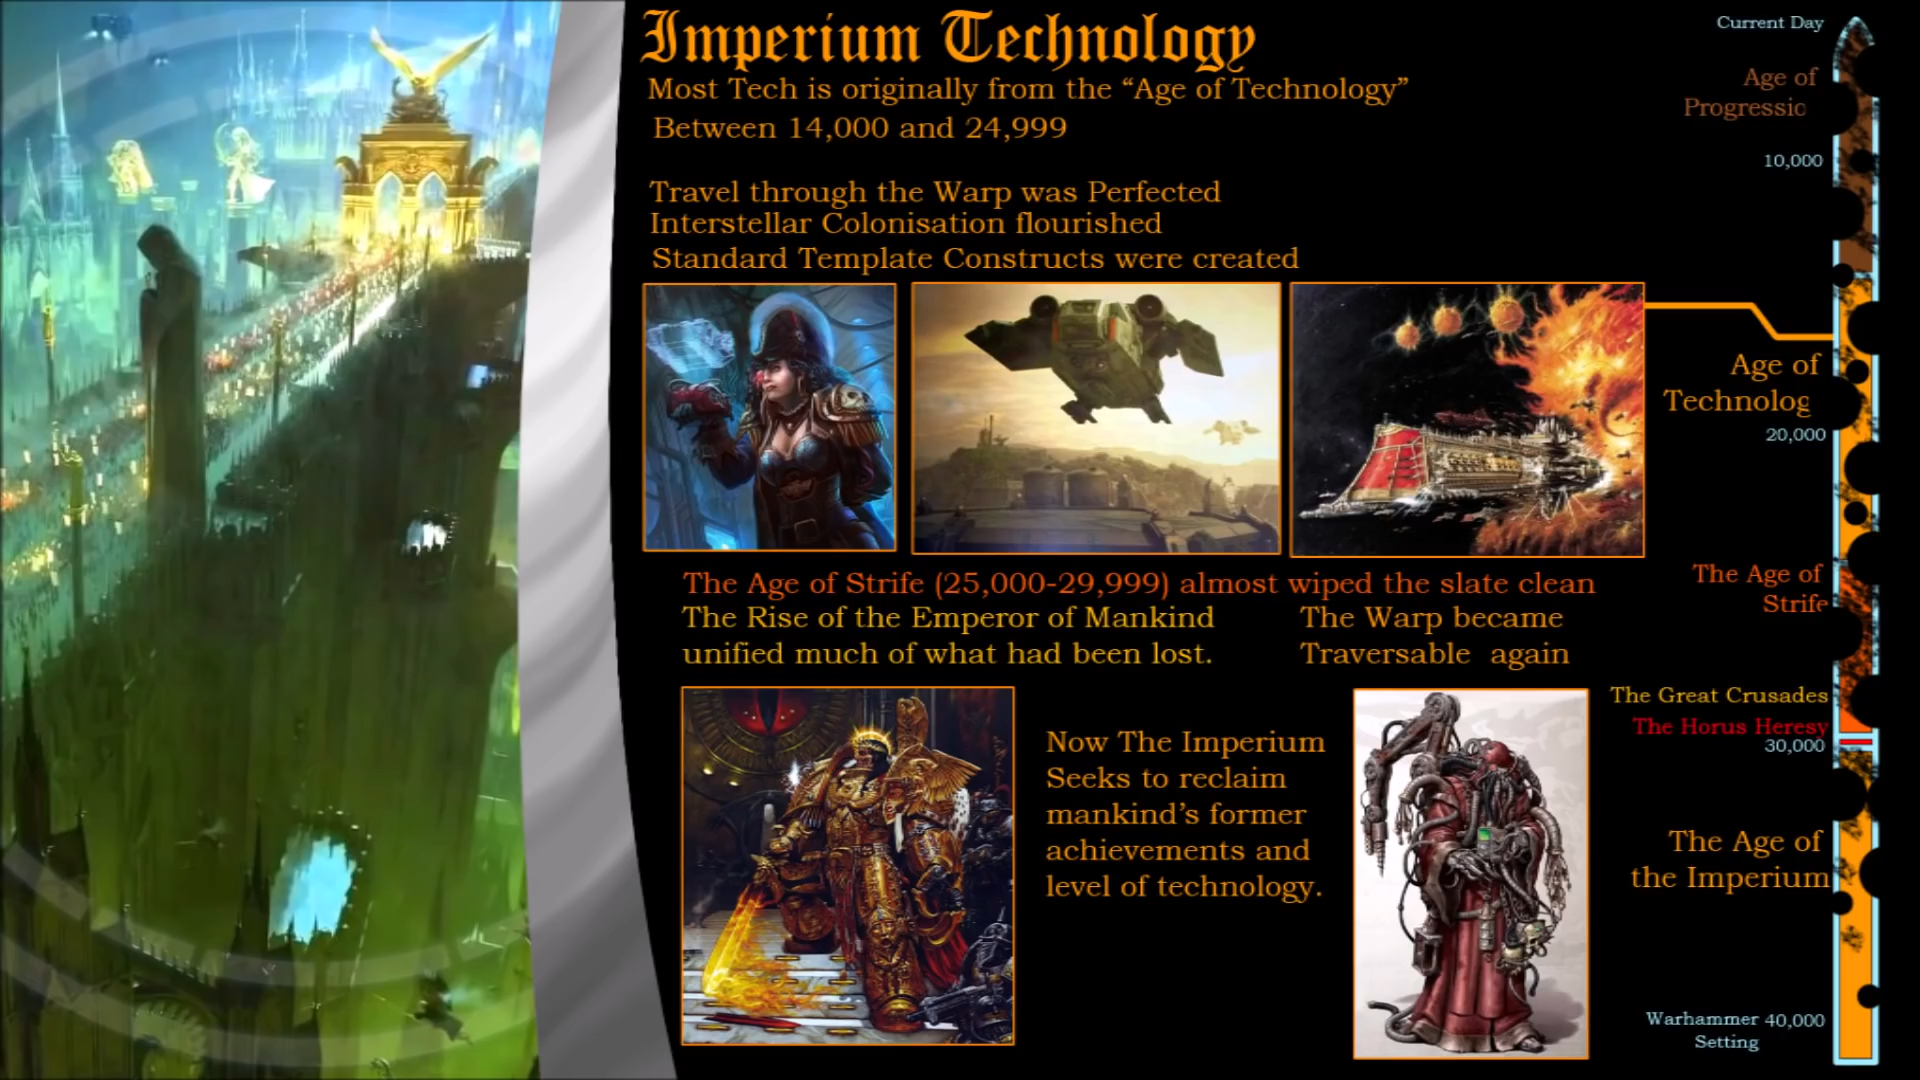 Imperium Technology
Most Tech is originally from the “Age of Technology”
Between 14,000 and 24,999
Travel through the Warp was Perfected
Interstellar Colonisation flourished
Standard Template Constructs were created
The Age of Strife (25,000-29,999) almost wiped the slate clean
The Rise of the Emperor of Mankind
unified much of what had been lost.
The Warp became
Traversable again
Now The Imperium
Seeks to reclaim
mankind’s former
achievements and
level of technology.
Current Day
Age of
Progressic
10,000
Age of
Technolog
20,000
The Age of
Strife
The Great Crusades
The Horus Heresy
30,000
The Age of
the Imperium
Warhammer 40,000
Setting